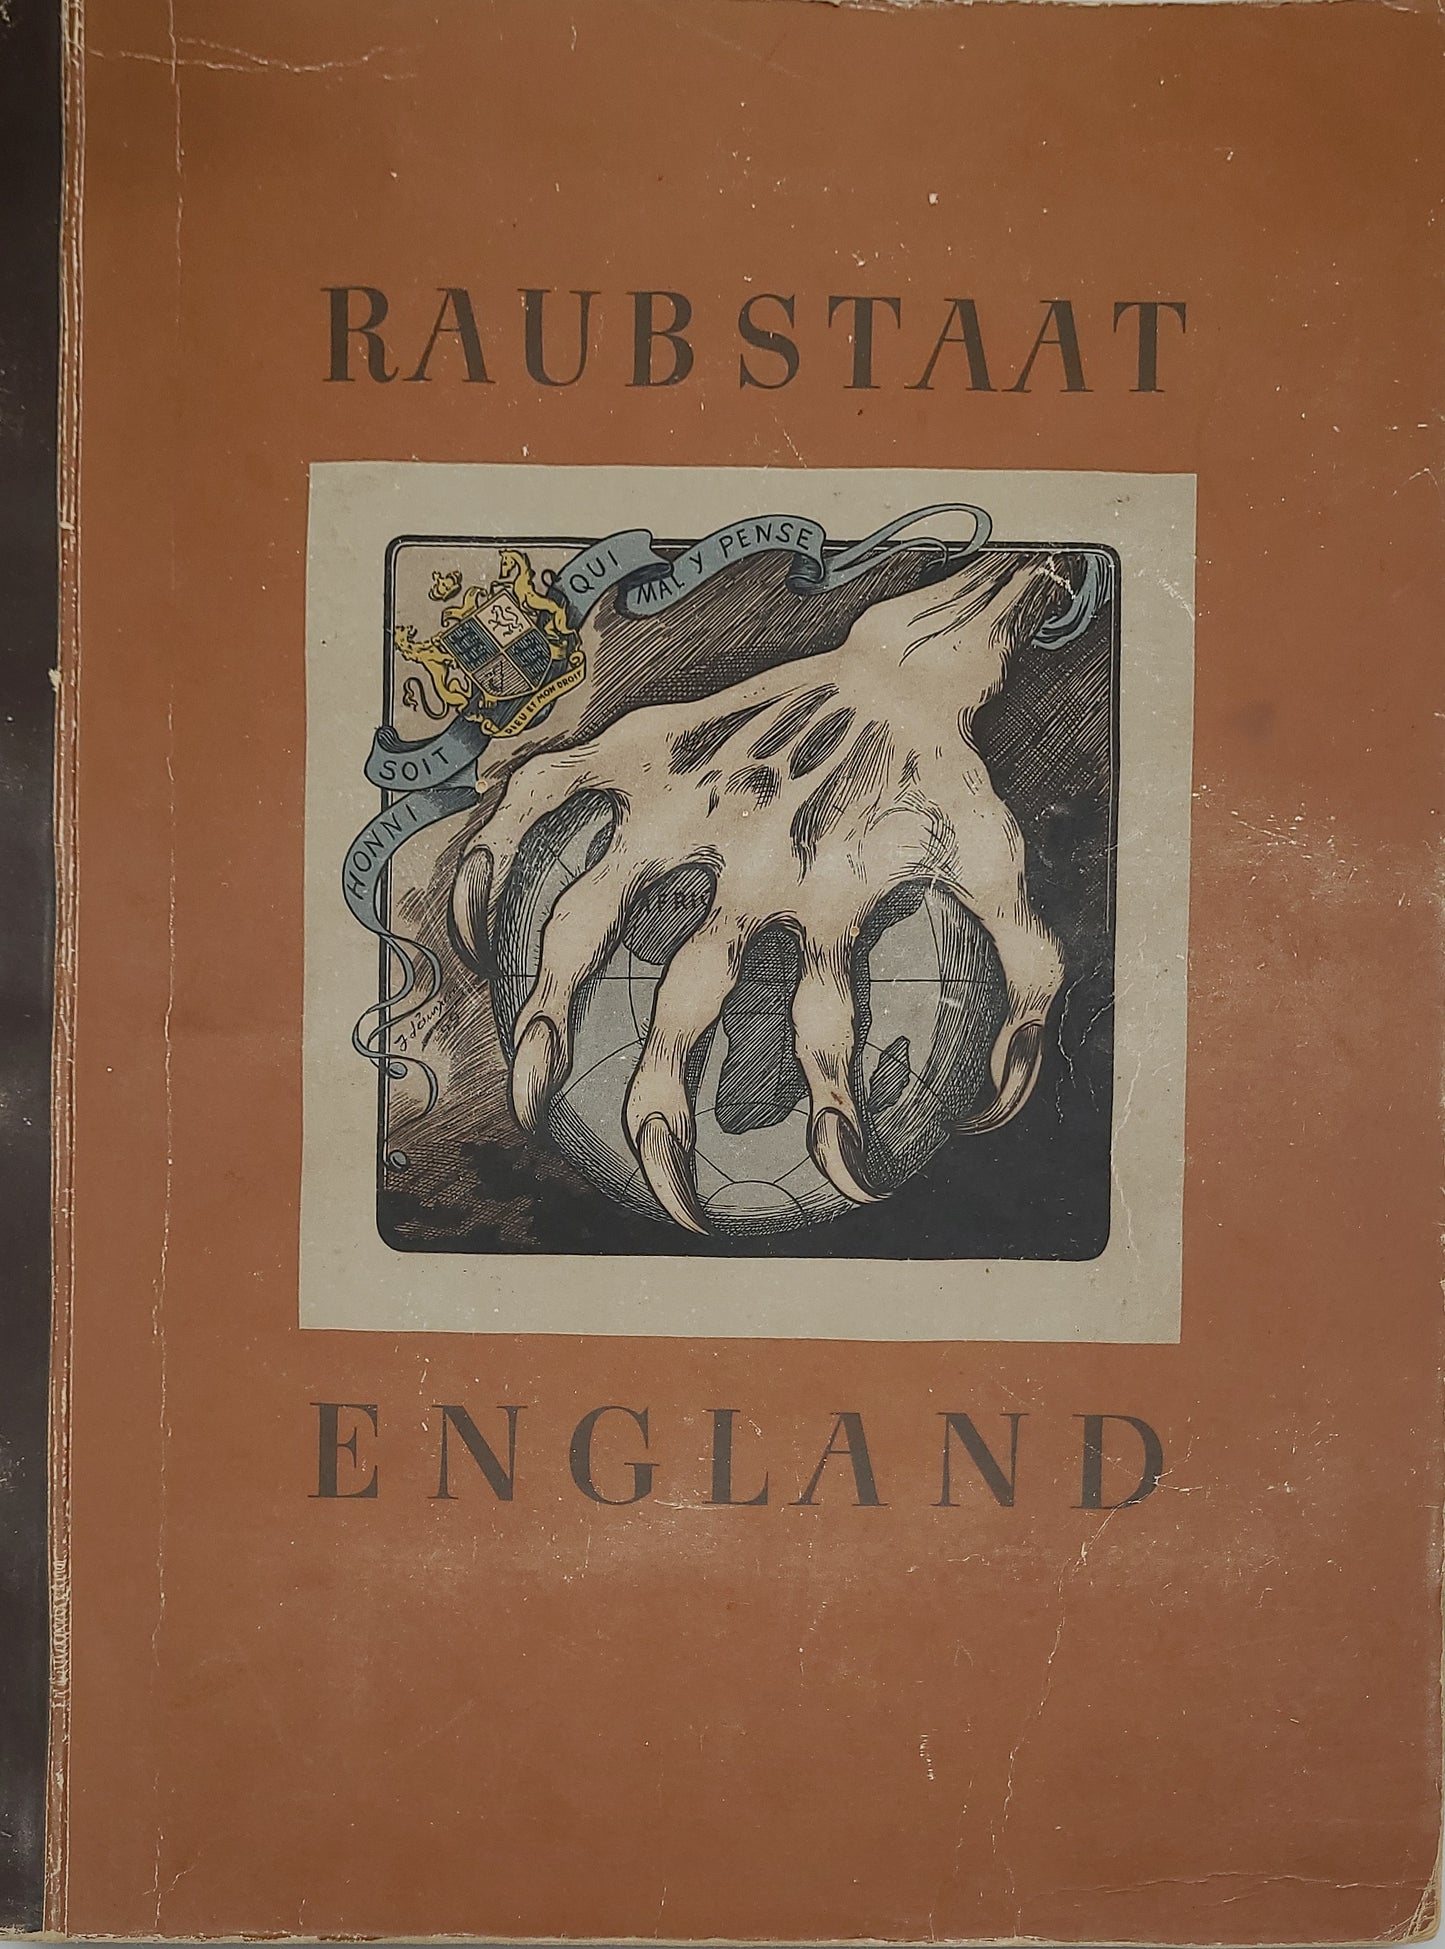 RAUBSTAAT
HONNI SOIT QUI MAL Y PENSE
DIEU ET MON DROIT
ENGLAND